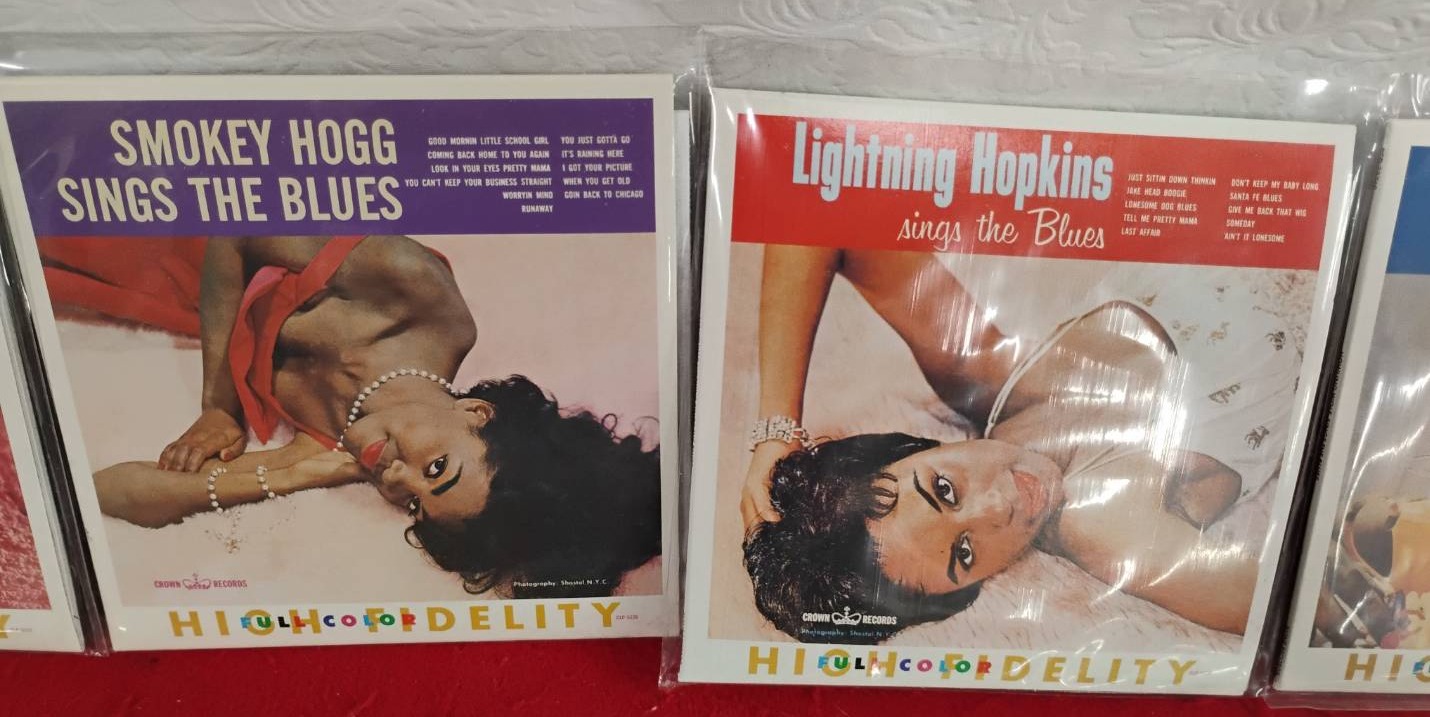 SMOKEY HOGG
SINGS THE BLUES
GOOD MORNIN LITTLE SCHOOL GIRL
COMING BACK HOME TO YOU AGAIN
LOOK IN YOUR EYES PRETTY MAMA
YOU CAN'T KEEP YOUR BUSINESS STRAIGHT
WORRYIN MIND
RUNAWAY
YOU JUST GOTTA GO
IT'S RAINING HERE
I GOT YOUR PICTURE
WHEN YOU GET OLD
GOIN BACK TO CHICAGO
CROWN RECORDS
Photography: Shostal N.Y.C.
HIGH FIDELITY
FULL COLOR
Lightning Hopkins
sings the Blues
JUST SITTIN DOWN THINKIN
JAKE HEAD BOOGIE
LONESOME DOG BLUES
TELL ME PRETTY MAMA
LAST AFFAIR
DON'T KEEP MY BABY LONG
SANTA FE BLUES
GIVE ME BACK THAT WIG
SOMEDAY
AIN'T IT LONESOME
CROWN RECORDS
Photography: Shostal N.Y.C.
HIGH FIDELITY
FULL COLOR